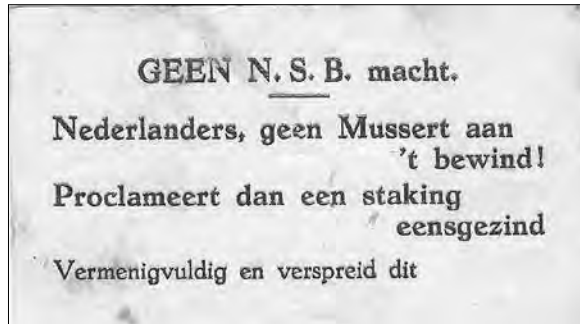 GEEN N. S. B. macht.
Nederlanders, geen Mussert aan
't bewind!
Proclameert dan een staking
eensgezind
Vermenigvuldig en verspreid dit